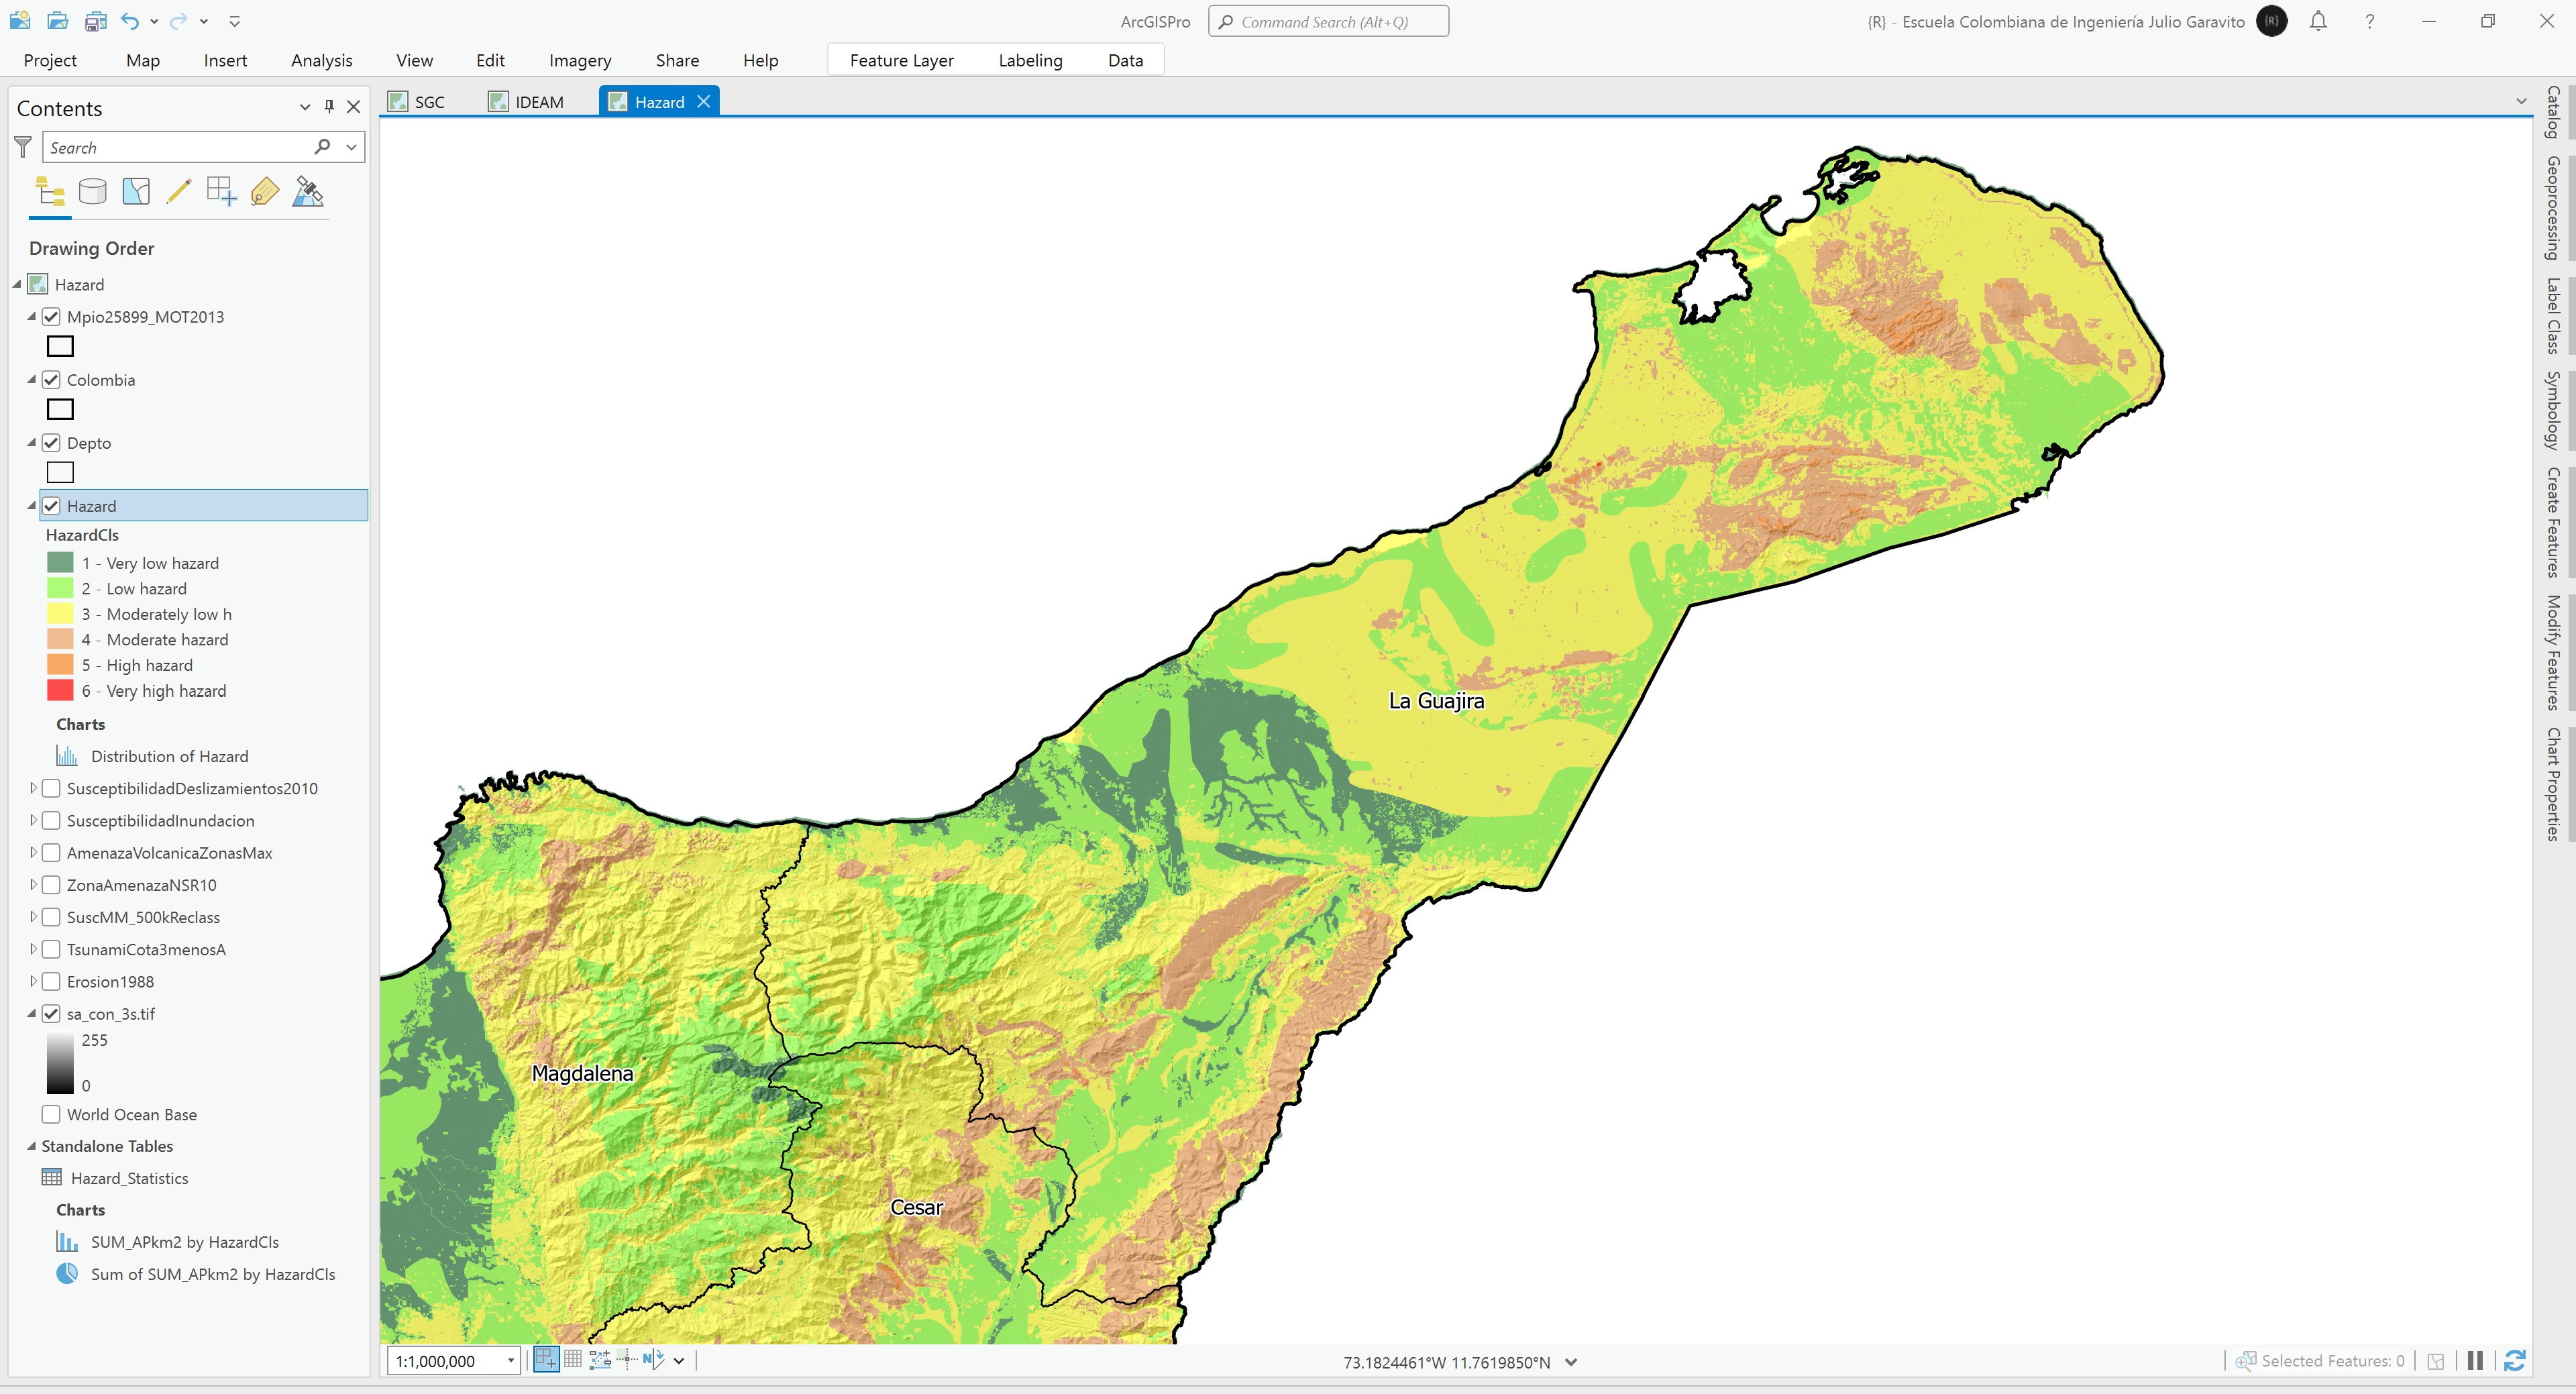 ArcGISPro
Command Search (Alt+Q)
{R} - Escuela Colombiana de Ingeniería Julio Garavito
{R}
?
Project
Map
Insert
Analysis
View
Edit
Imagery
Share
Help
Feature Layer
Labeling
Data
Contents
SGC
IDEAM
Hazard
Search
Drawing Order
Hazard
Mpio25899_MOT2013
Colombia
Depto
Hazard
HazardCls
1 - Very low hazard
2 - Low hazard
3 - Moderately low h
4 - Moderate hazard
5 - High hazard
6 - Very high hazard
Charts
Distribution of Hazard
SusceptibilidadDeslizamientos2010
SusceptibilidadInundacion
AmenazaVolcanicaZonasMax
ZonaAmenazaNSR10
SuscMM_500kReclass
TsunamiCota3menosA
Erosion1988
sa_con_3s.tif
255
0
World Ocean Base
Standalone Tables
Hazard_Statistics
Charts
SUM_APkm2 by HazardCls
Sum of SUM_APkm2 by HazardCls
La Guajira
Magdalena
Cesar
1:1,000,000
N
73.1824461°W 11.7619850°N
Selected Features: 0
Catalog
Geoprocessing
Label Class
Symbology
Create Features
Modify Features
Chart Properties